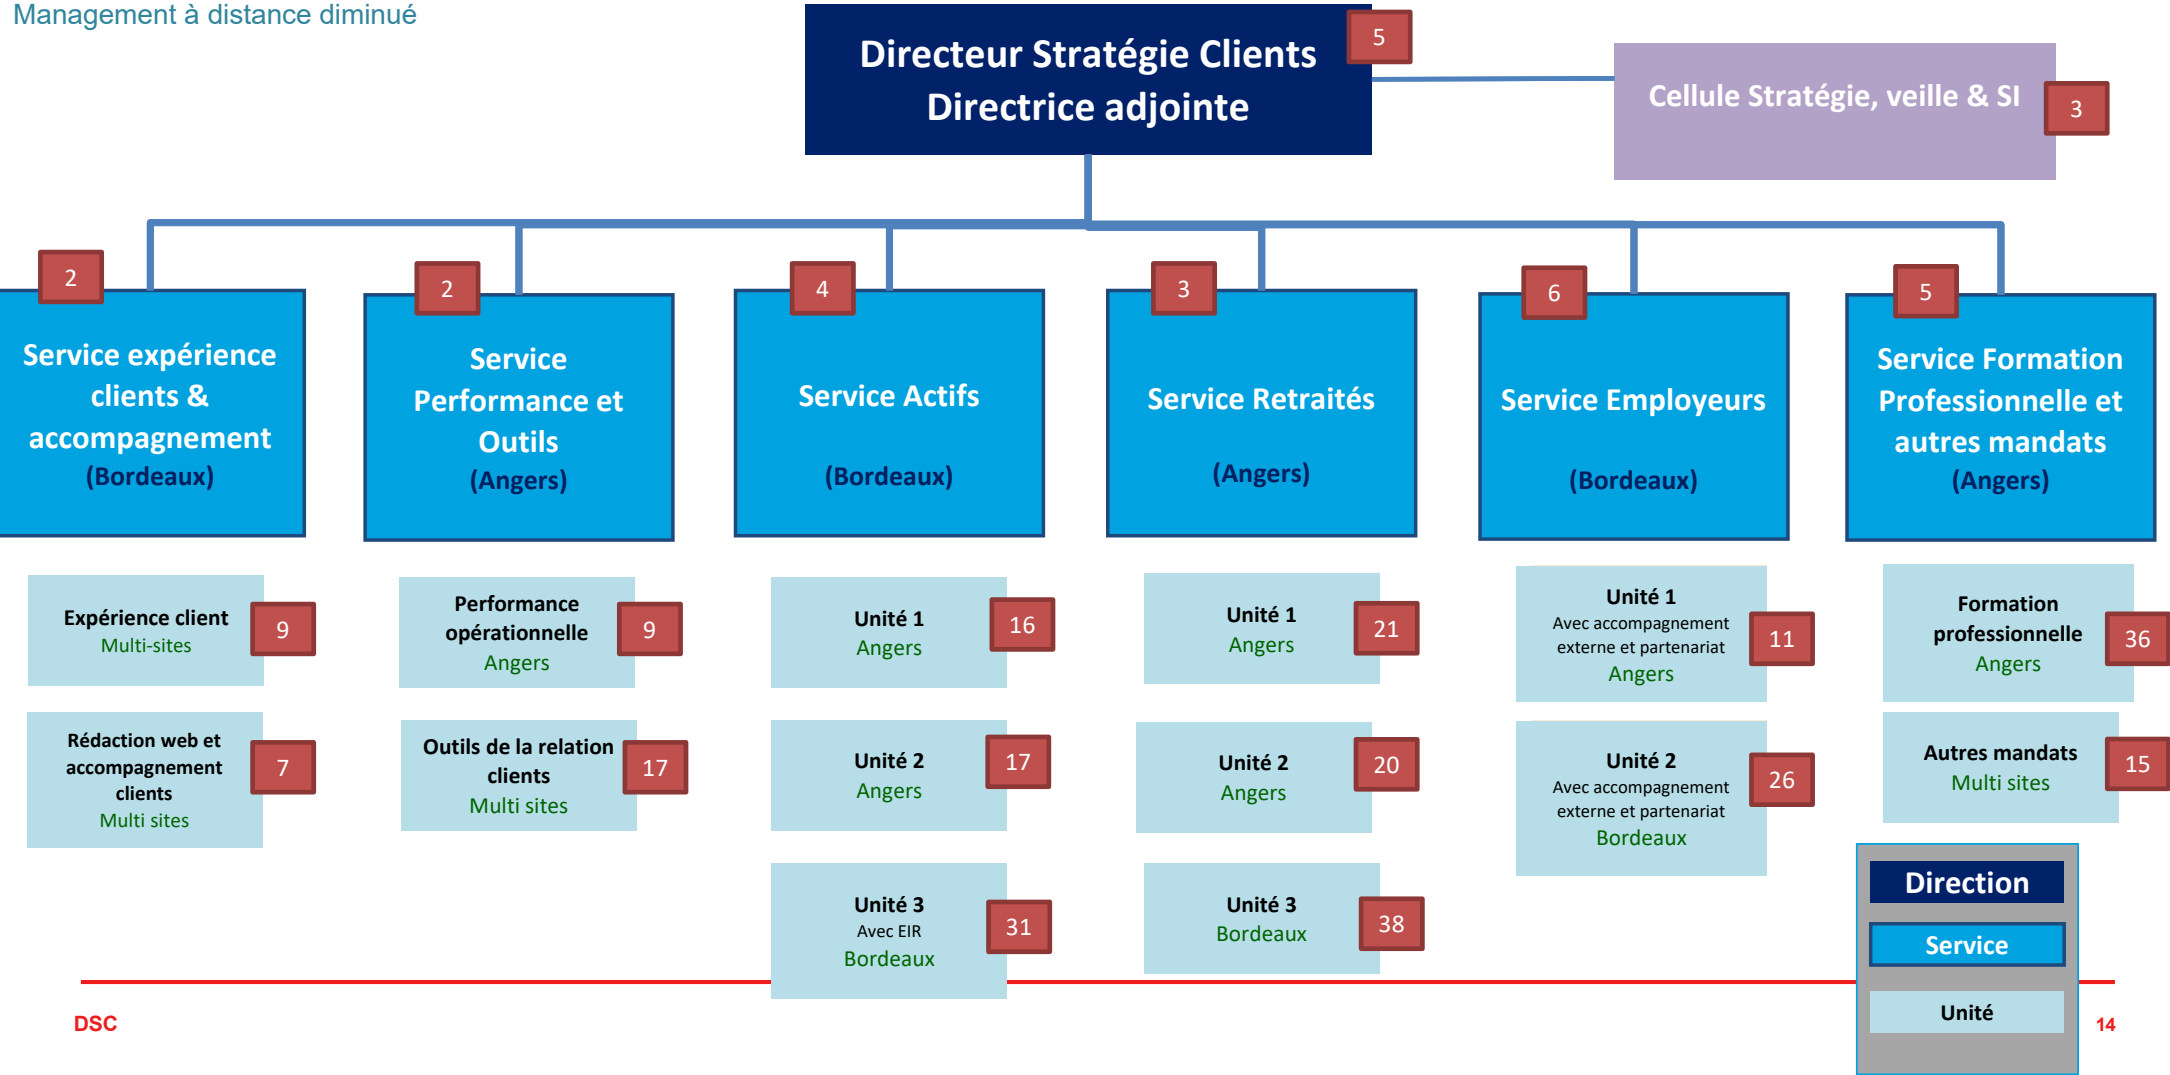 Management à distance diminué
Directeur Stratégie Clients
Directrice adjointe
5
Cellule Stratégie, veille & SI
3
2
Service expérience
clients &
accompagnement
(Bordeaux)
2
Service
Performance et
Outils
(Angers)
4
Service Actifs
(Bordeaux)
3
Service Retraités
(Angers)
6
Service Employeurs
(Bordeaux)
5
Service Formation
Professionnelle et
autres mandats
(Angers)
Expérience client
Multi-sites
9
Rédaction web et
accompagnement
clients
Multi sites
7
Performance
opérationnelle
Angers
9
Outils de la relation
clients
Multi sites
17
Unité 1
Angers
16
Unité 2
Angers
17
Unité 3
Avec EIR
Bordeaux
31
Unité 1
Angers
21
Unité 2
Angers
20
Unité 3
Bordeaux
38
Unité 1
Avec accompagnement
externe et partenariat
Angers
11
Unité 2
Avec accompagnement
externe et partenariat
Bordeaux
26
Formation
professionnelle
Angers
36
Autres mandats
Multi sites
15
Direction
Service
Unité
DSC
14